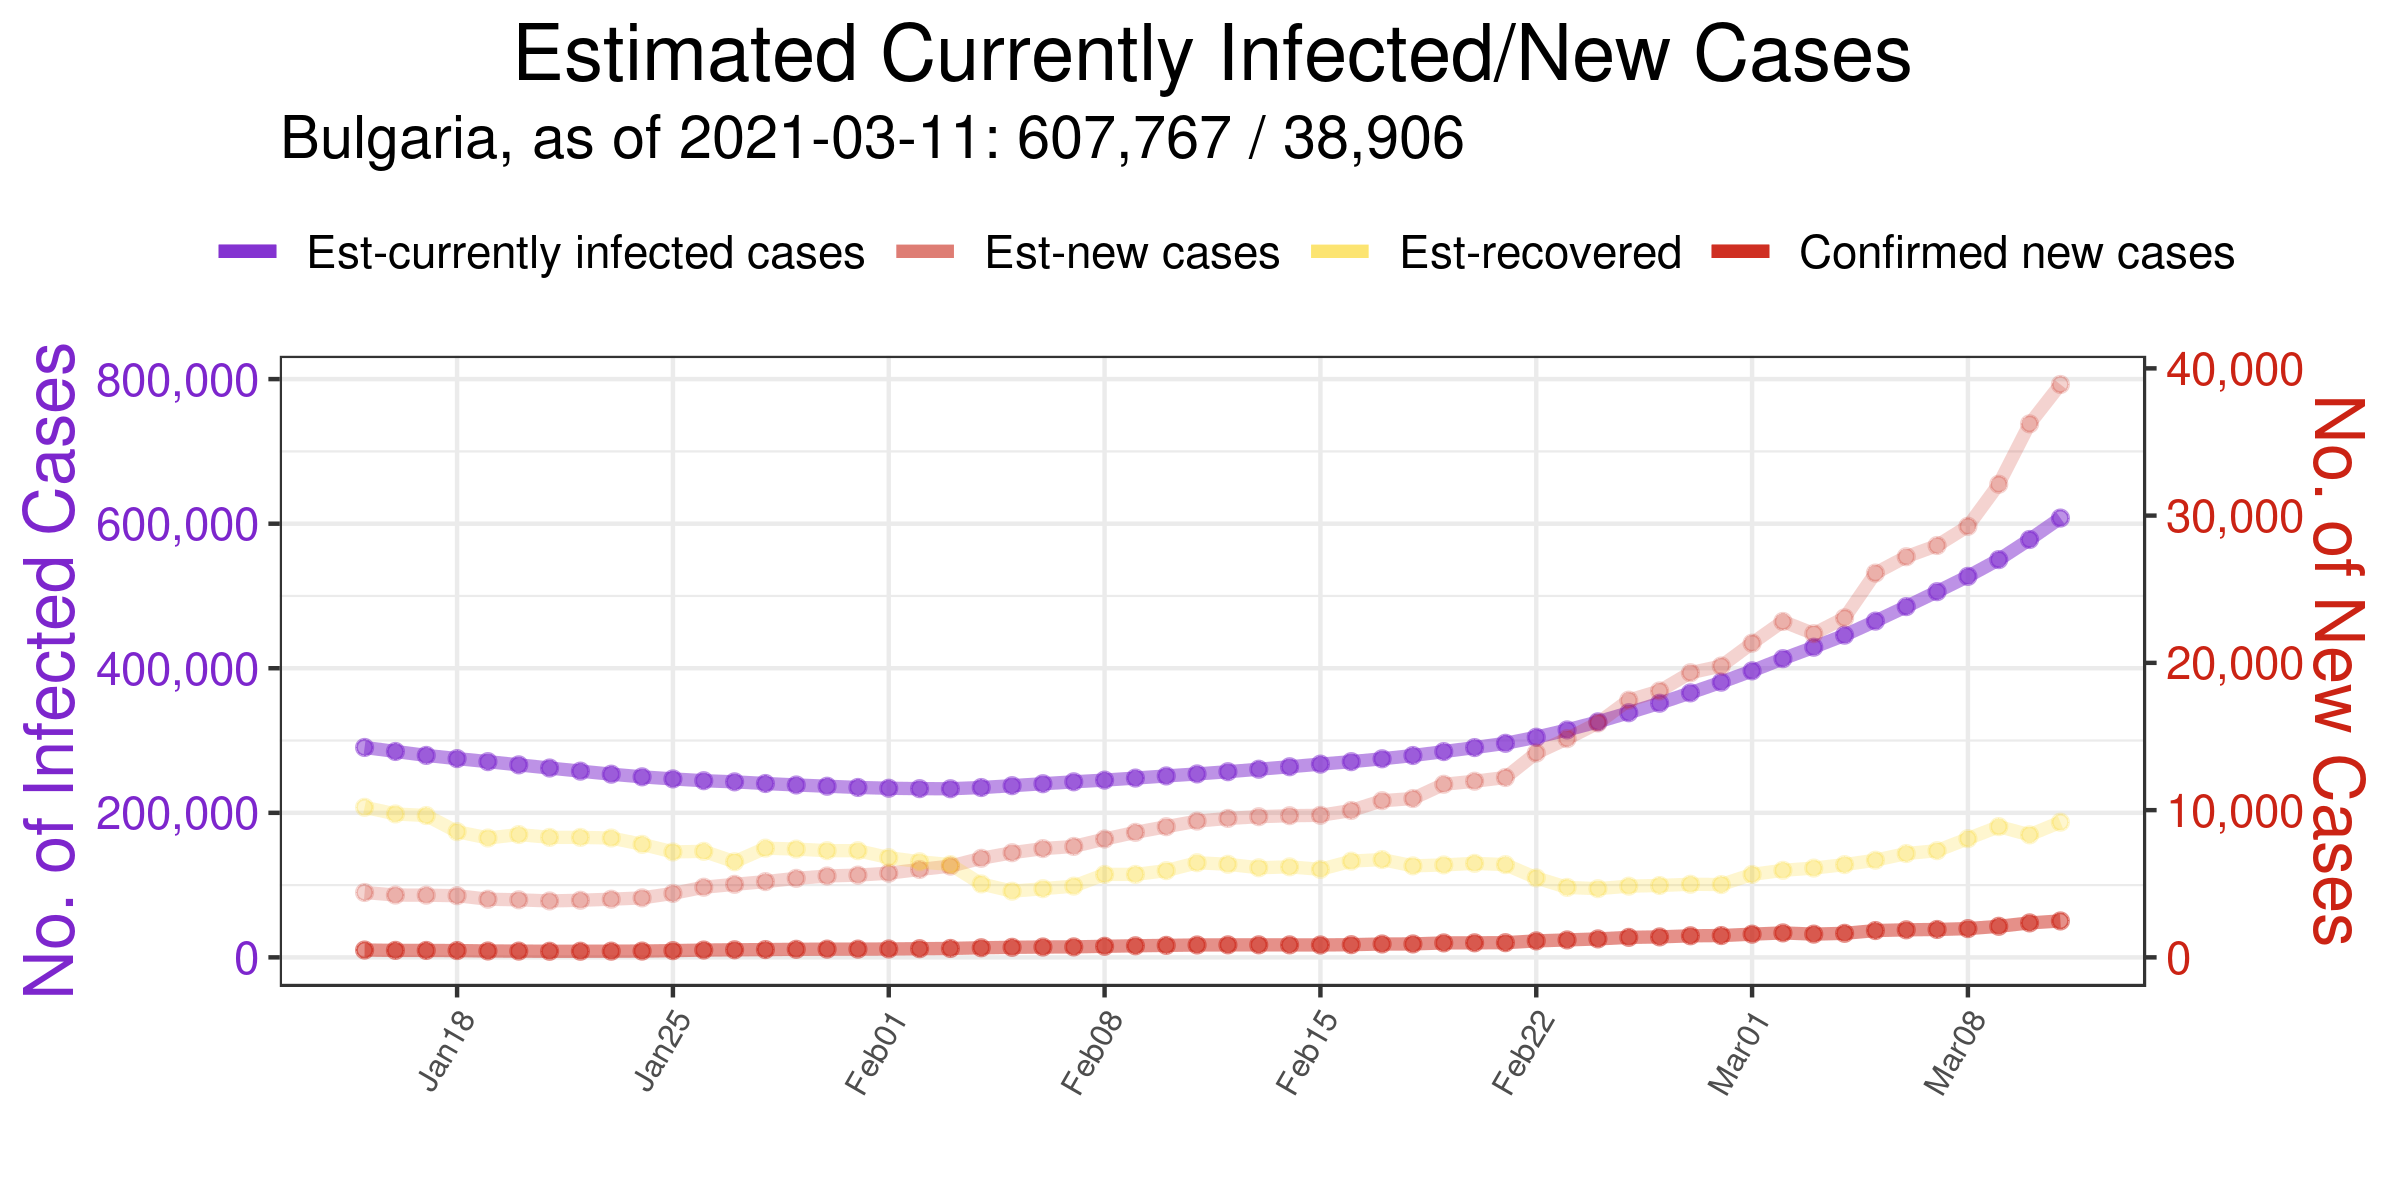 Estimated Currently Infected/New Cases
Bulgaria, as of 2021-03-11: 607,767 / 38,906
Est-currently infected cases
Est-new cases
Est-recovered
Confirmed new cases
No. of Infected Cases
800,000
600,000
400,000
200,000
0
40,000
30,000
20,000
10,000
0
No. of New Cases
Jan18
Jan25
Feb01
Feb08
Feb15
Feb22
Mar01
Mar08